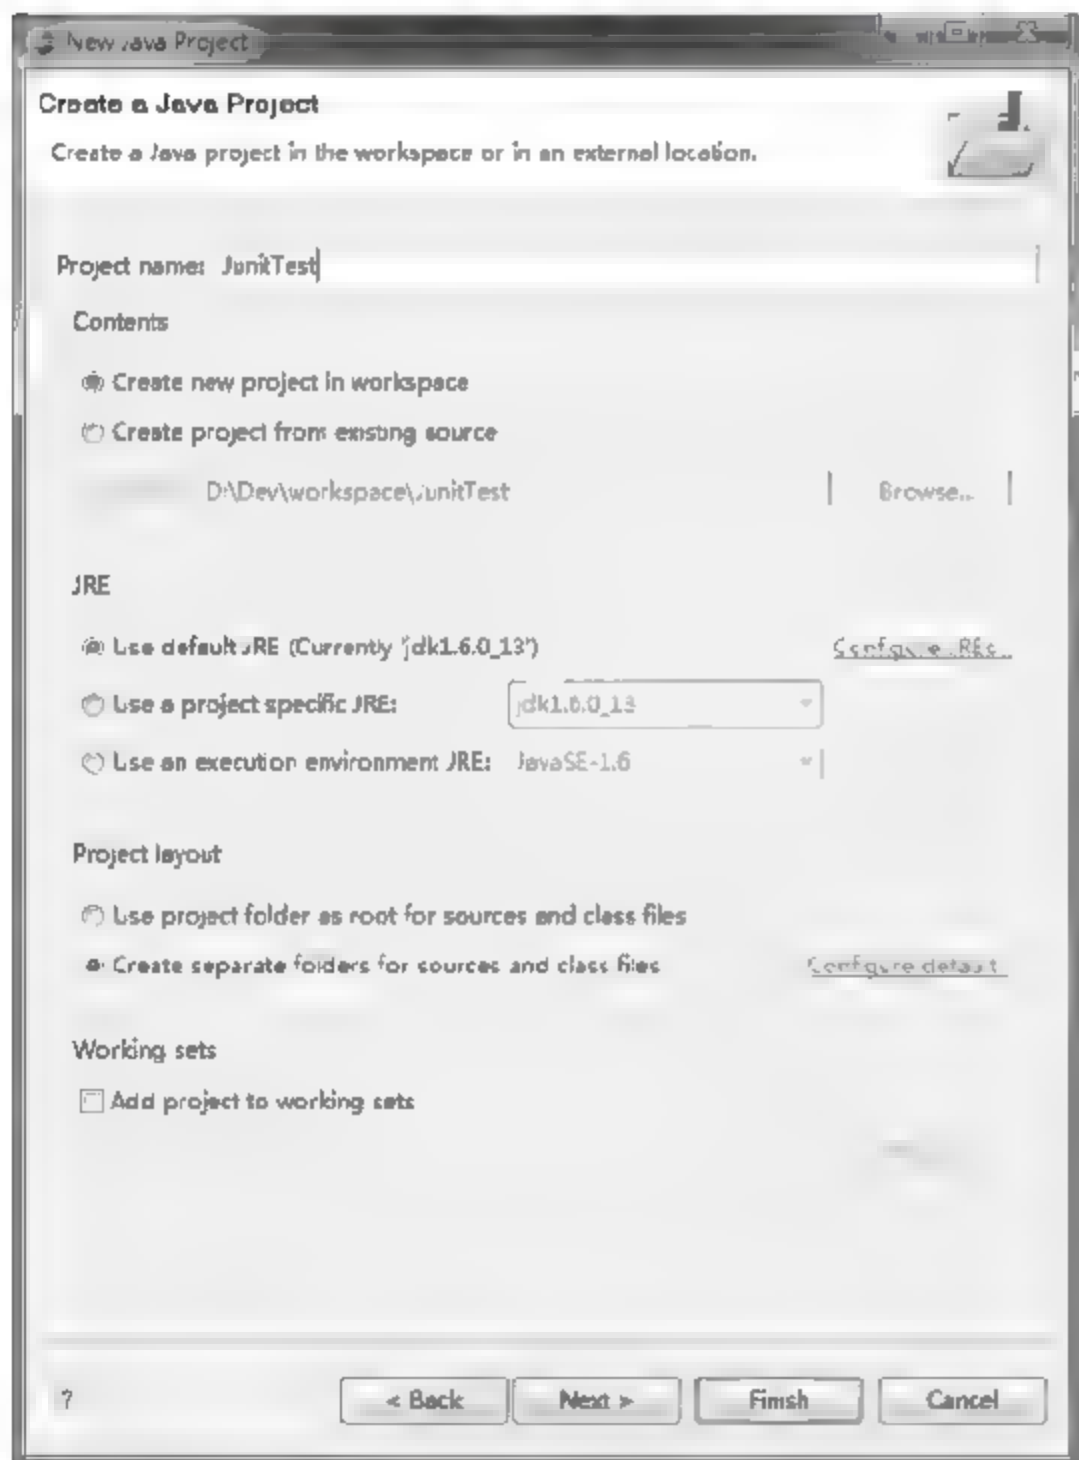 New Java Project
Create a Java Project
Create a Java project in the workspace or in an external location.
Project name: JunitTest
Contents
Create new project in workspace
Create project from existing source
D:\Dev\workspace\JunitTest Browse...
JRE
Use default JRE (Currently 'jdk1.6.0_13') Configure JREs...
Use a project specific JRE: jdk1.6.0_13
Use an execution environment JRE: JavaSE-1.6
Project layout
Use project folder as root for sources and class files
Create separate folders for sources and class files Configure default...
Working sets
Add project to working sets
? < Back Next > Finish Cancel